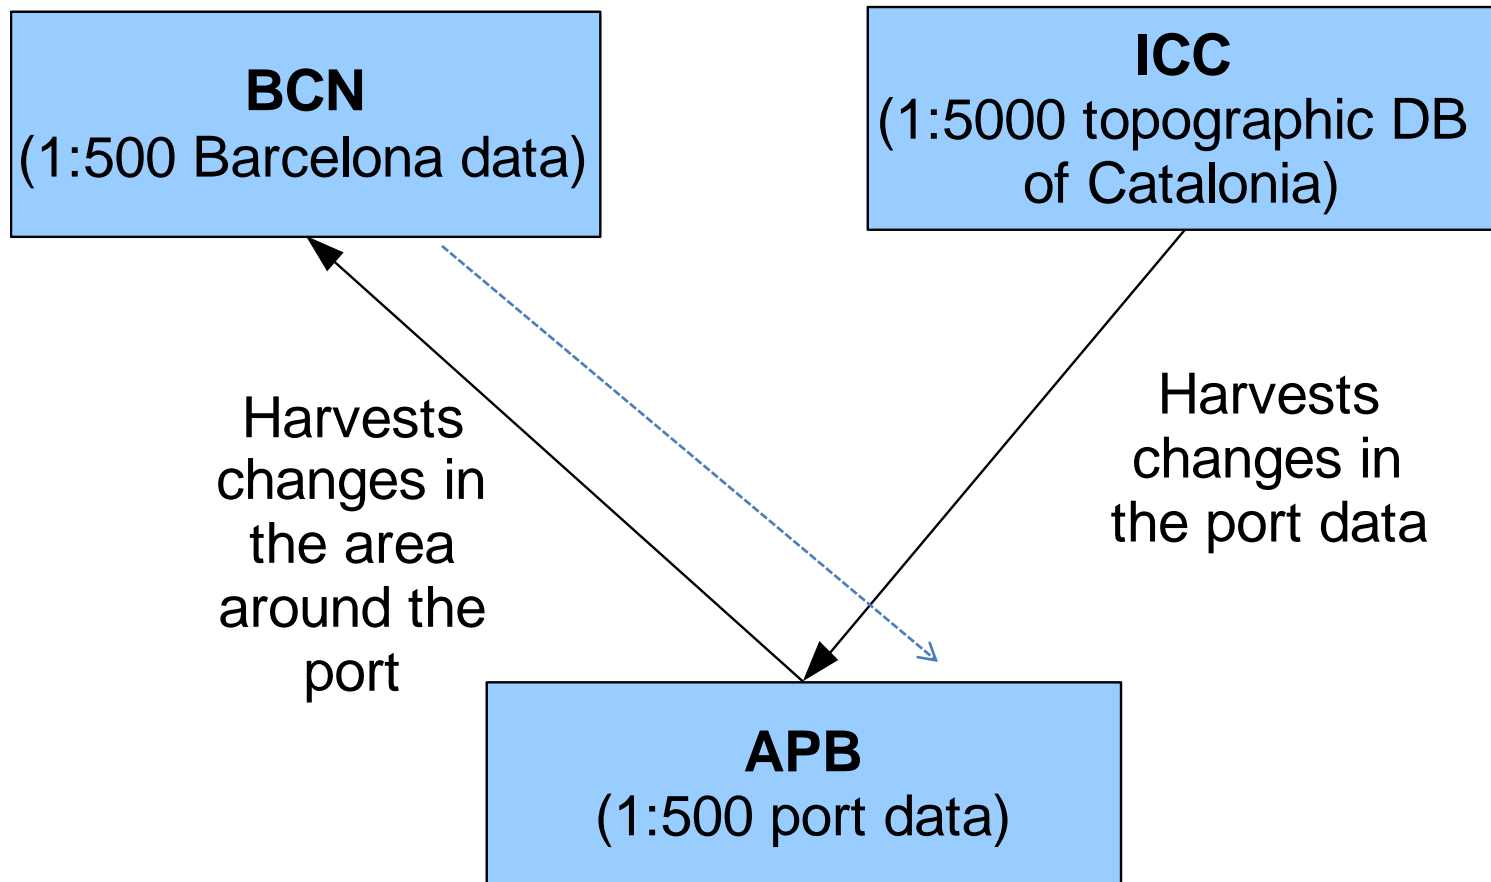 BCN
(1:500 Barcelona data)
ICC
(1:5000 topographic DB
of Catalonia)
Harvests
changes in
the area
around the
port
Harvests
changes in
the port data
APB
(1:500 port data)